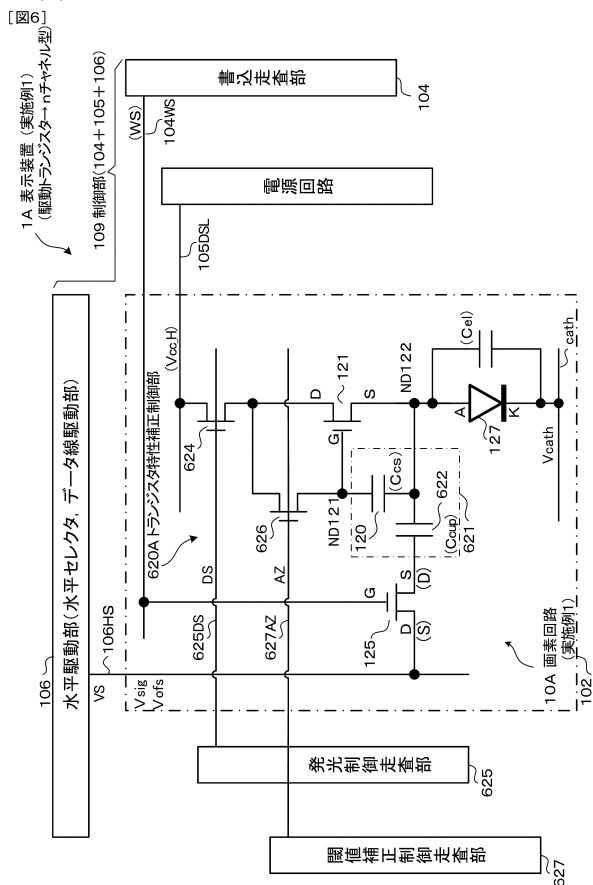 [図6]
1A 表示装置(実施例1)
(駆動トランジスター→nチャネル型)
109 制御部(104+105+106)
106
水平駆動部(水平セレクタ, データ線駆動部)
書込走査部
104
(WS)
104WS
電源回路
105DSL
(Vcc_H)
VS
106HS
Vsig
Vofs
620A トランジスタ特性補正制御部
624
DS
625DS
AZ
627AZ
626
D
121
S
G
ND121
ND122
(Ccs)
120
622
(Ccup)
621
(Cel)
A
K
127
cath
Vcath
G
S
(D)
D
(S)
125
10A 画素回路
(実施例1)
102
発光制御走査部
625
閾値補正制御走査部
627